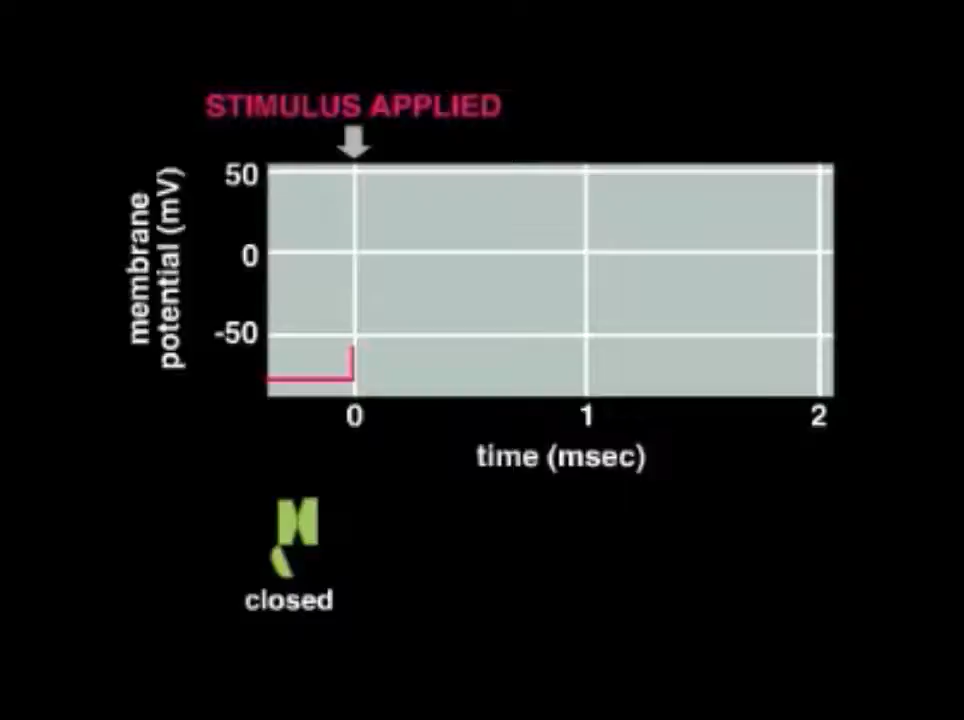 STIMULUS APPLIED
membrane
potential (mV)
50
0
-50
0 1 2
time (msec)
closed